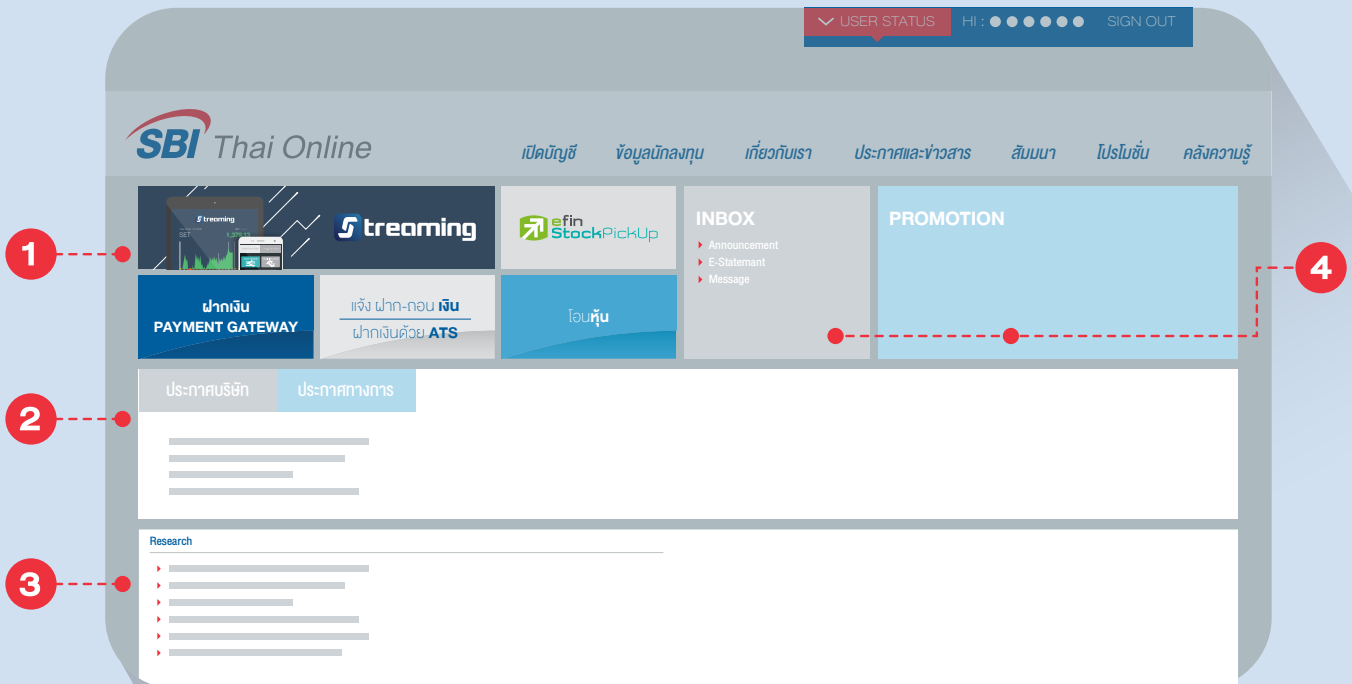 USER STATUS HI : SIGN OUT
SBI Thai Online
เปิดบัญชี ข้อมูลนักลงทุน เกี่ยวกับเรา ประกาศและข่าวสาร สัมมนา โปรโมชั่น คลังความรู้
1
Streaming
SET
Streaming
efin
StockPickUp
INBOX
Announcement
E-Statemant
Message
PROMOTION
4
ฝากเงิน
PAYMENT GATEWAY
แจ้ง ฝาก-ถอน เงิน
ฝากเงินด้วย ATS
โอนหุ้น
2
ประกาศบริษัท ประกาศทางการ
3
Research